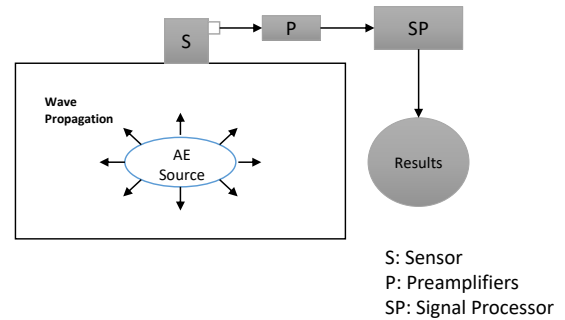 S
P
SP
Wave
Propagation
AE
Source
Results
S: Sensor
P: Preamplifiers
SP: Signal Processor